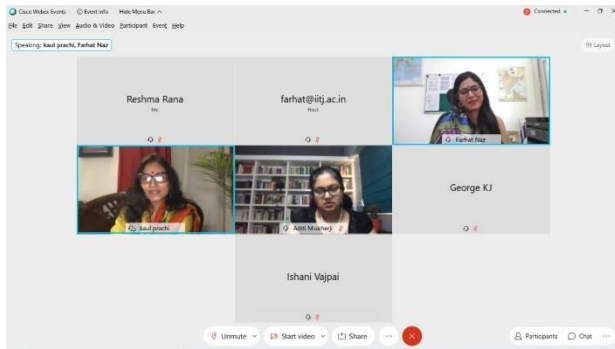 Cisco Webex Events Event Info Hide Menu Bar Connected
File Edit Share View Audio & Video Participant Event Help
Speaking: kaul prachi, Farhat Naz Layout
Reshma Rana
Me
farhat@iitj.ac.in
Host
Farhat Naz
kaul prachi
Aditi Mukherji
George KJ
Ishani Vajpai
Unmute Start video Share Participants Chat